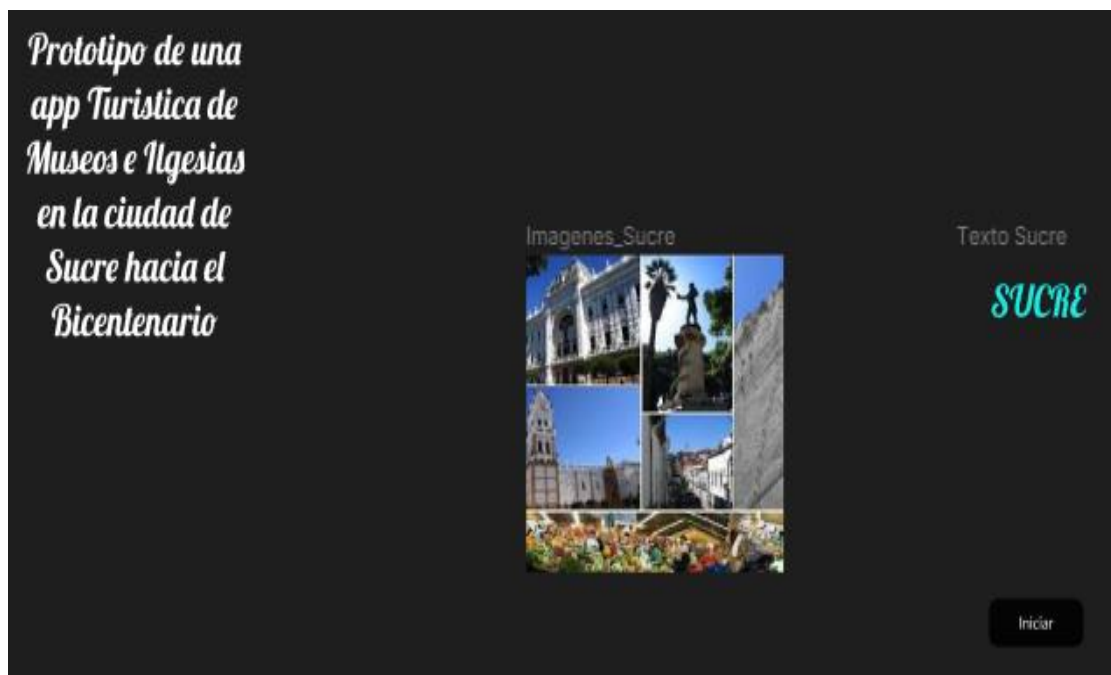 Prototipo de una
app Turistica de
Museos e Ilgesias
en la ciudad de
Sucre hacia el
Bicentenario
Imagenes_Sucre
Texto Sucre
SUCRE
Iniciar